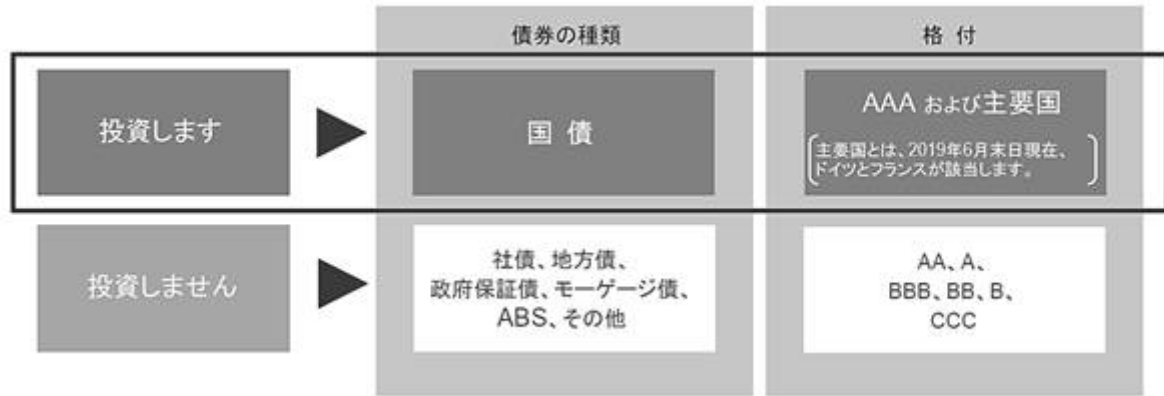 債券の種類
格 付
投資します
国 債
AAA および主要国
主要国とは、2019年6月末日現在、
ドイツとフランスが該当します。
投資しません
社債、地方債、
政府保証債、モーゲージ債、
ABS、その他
AA、A、
BBB、BB、B、
CCC